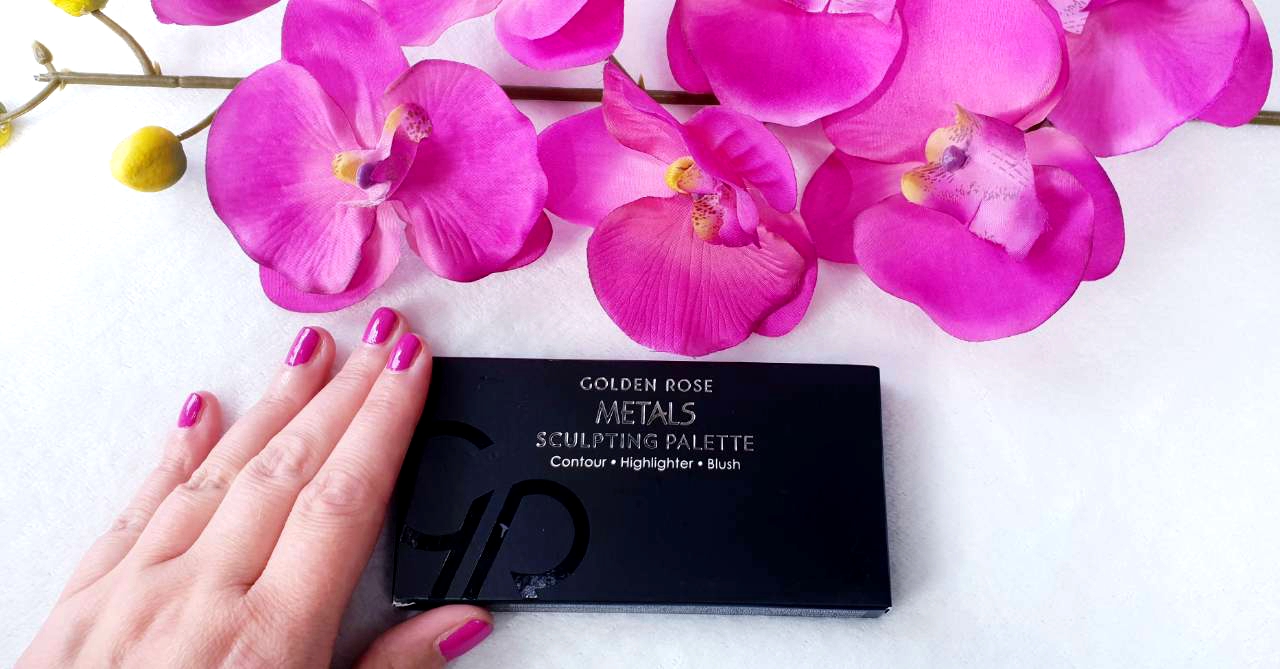 GOLDEN ROSE
METALS
SCULPTING PALETTE
Contour • Highlighter • Blush